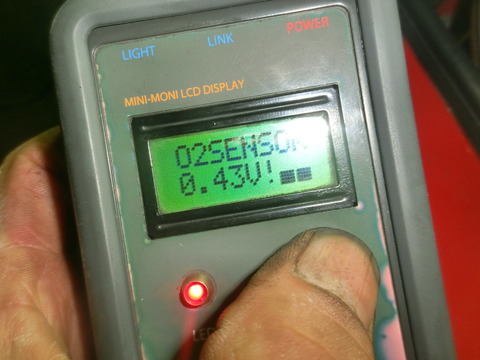 LIGHT
LINK
POWER
MINI-MONI LCD DISPLAY
O2SENSOR
0.43V!